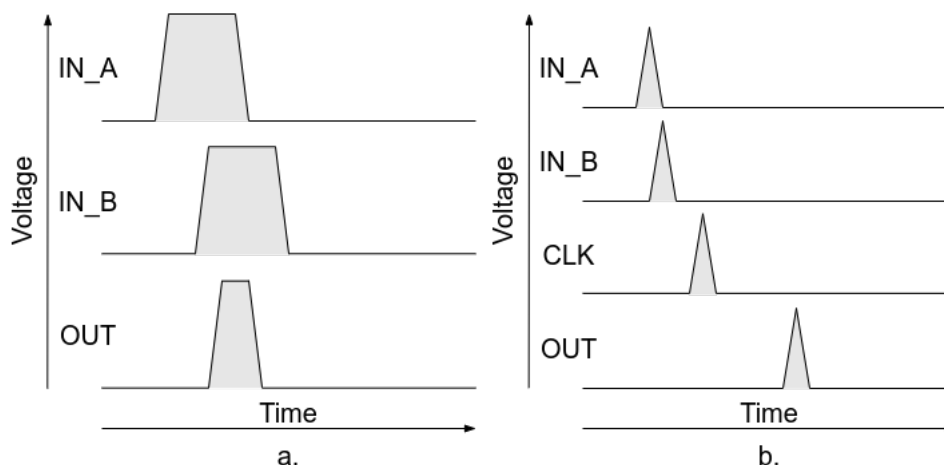 Voltage
IN_A
IN_B
OUT
Time
a.
Voltage
IN_A
IN_B
CLK
OUT
Time
b.